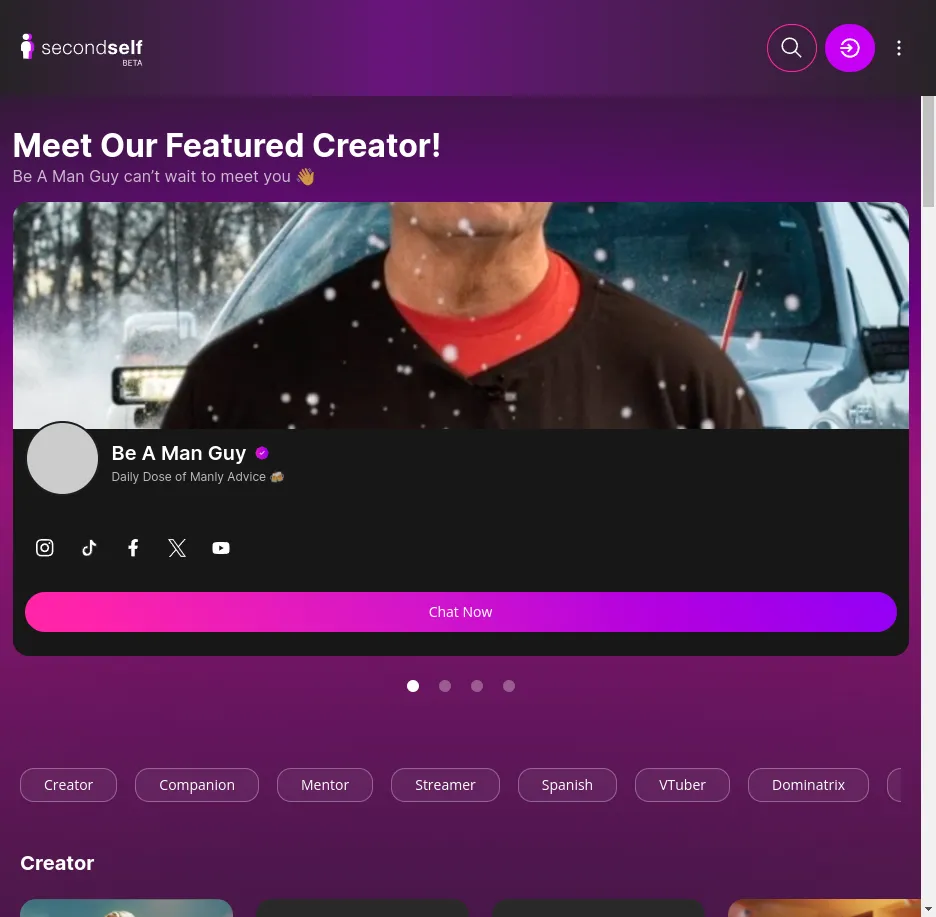 secondself
BETA
Meet Our Featured Creator!
Be A Man Guy can't wait to meet you 👋
Be A Man Guy
Daily Dose of Manly Advice 🍻
Chat Now
Creator
Companion
Mentor
Streamer
Spanish
VTuber
Dominatrix
Creator